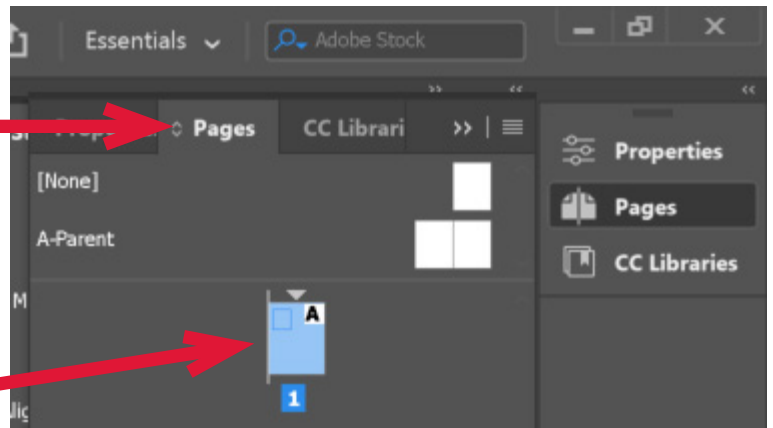 Essentials
Adobe Stock
Pages
CC Librari
[None]
A-Parent
A
1
Properties
Pages
CC Libraries